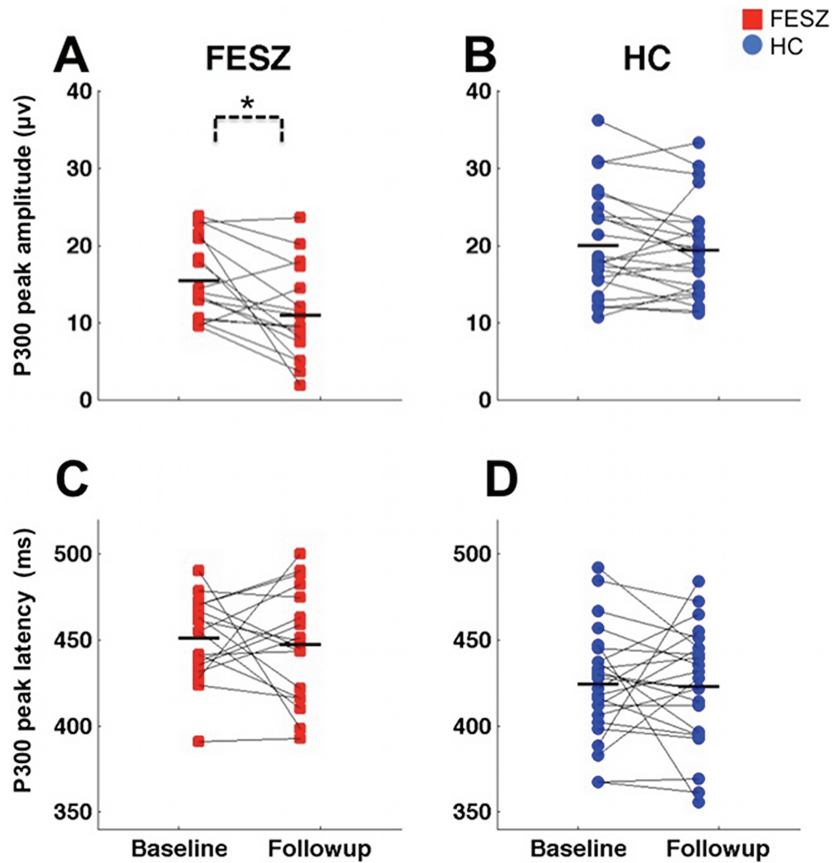 FESZ
HC
A
FESZ
B
HC
P300 peak amplitude (μv)
40
30
20
10
0
*
40
30
20
10
0
C
D
P300 peak latency (ms)
500
450
400
350
500
450
400
350
Baseline
Followup
Baseline
Followup